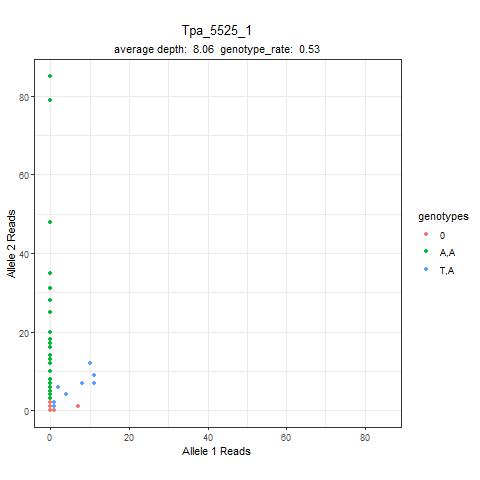 Tpa_5525_1
average depth: 8.06 genotype_rate: 0.53
80
60
40
20
0
Allele 2 Reads
0 20 40 60 80
Allele 1 Reads
genotypes
0
A,A
T,A